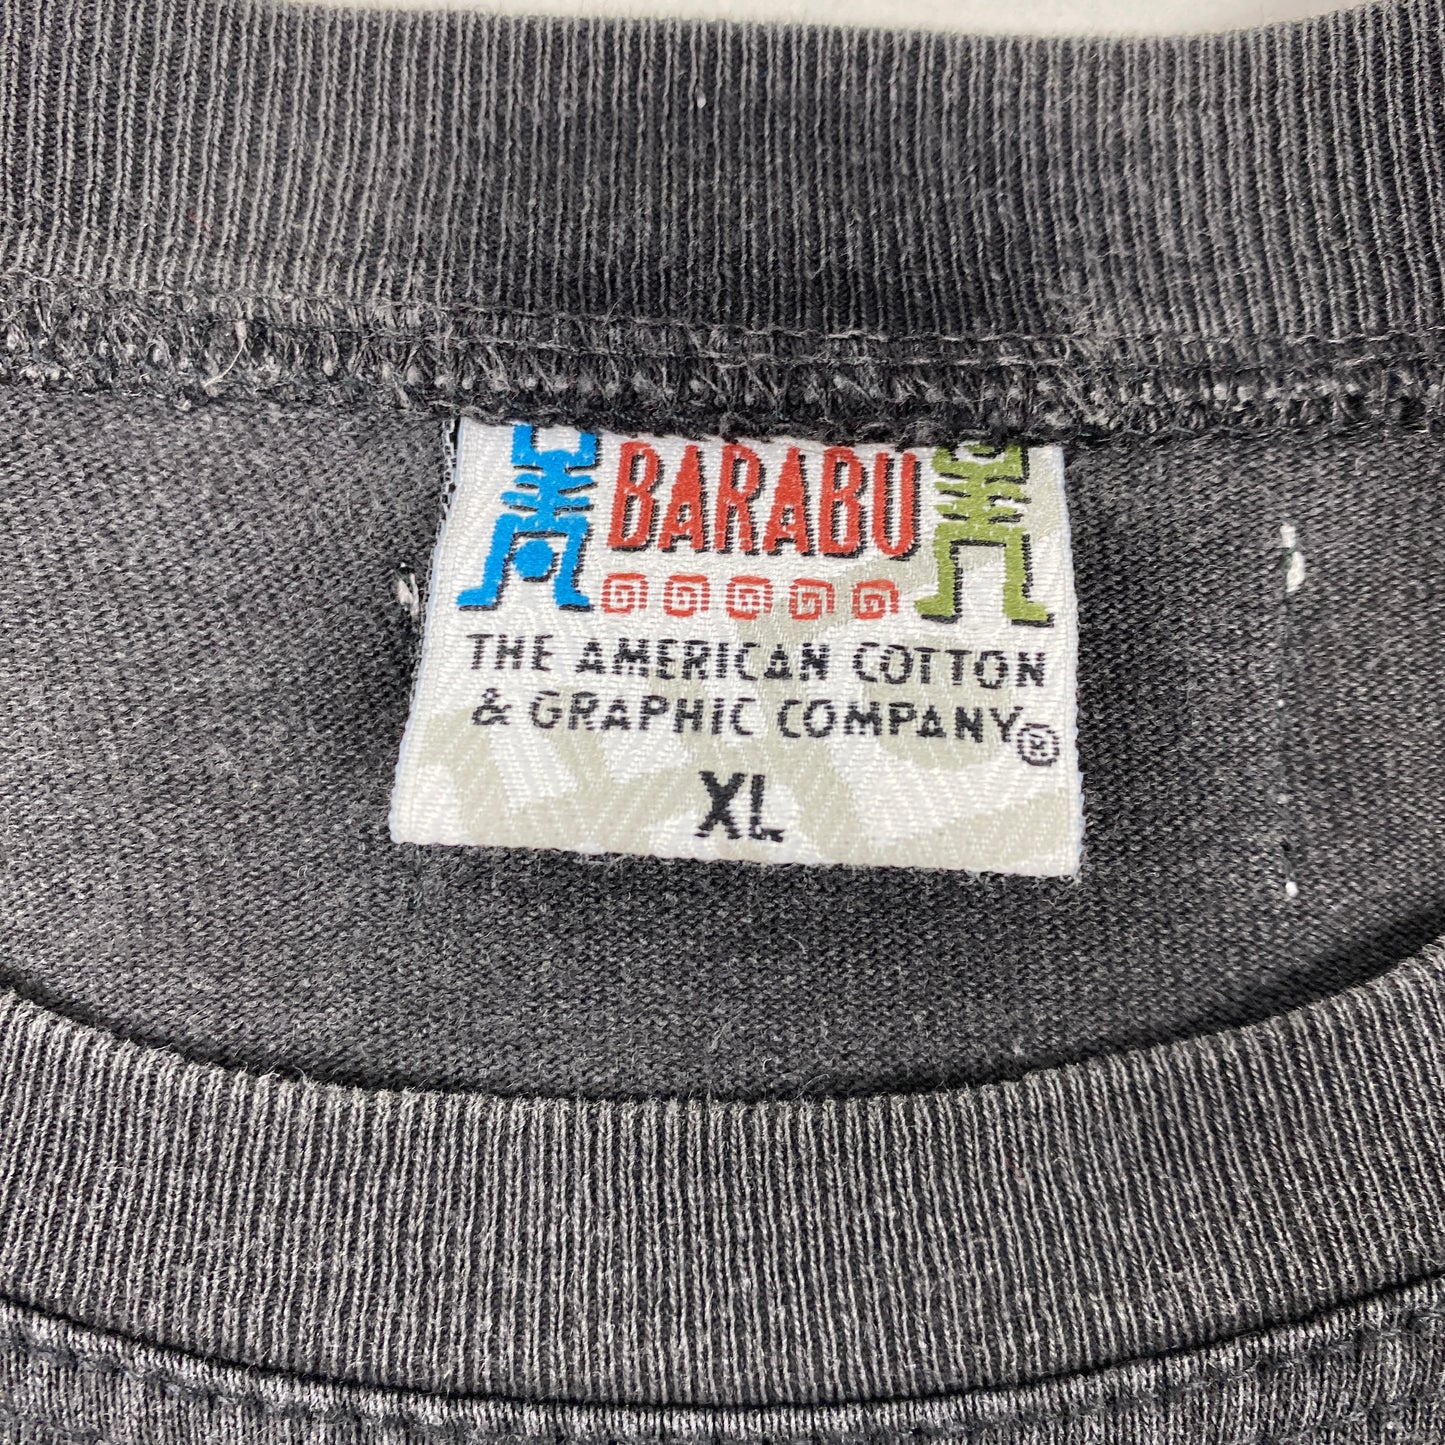 BARABU
THE AMERICAN COTTON
& GRAPHIC COMPANY®
XL